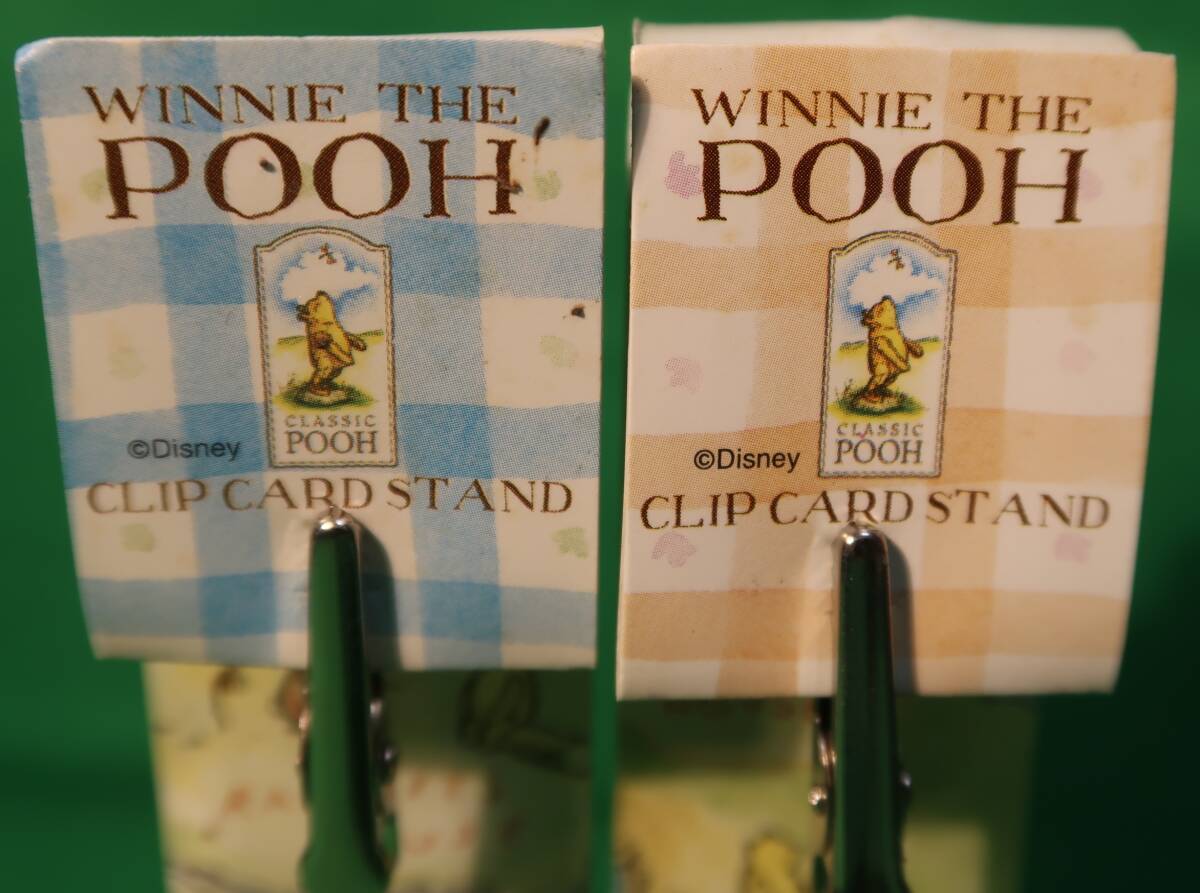 WINNIE THE
POOH
CLASSIC
POOH
©Disney
CLIP CARD STAND
WINNIE THE
POOH
CLASSIC
POOH
©Disney
CLIP CARD STAND